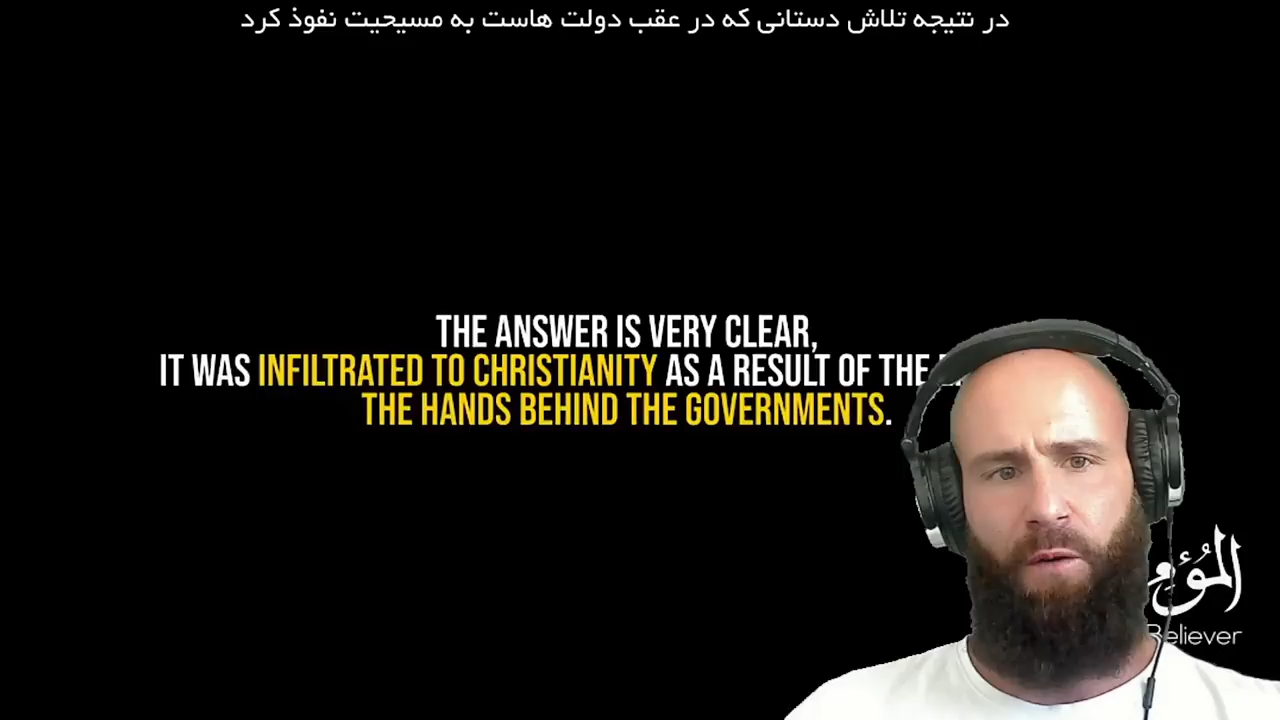 در نتیجه تلاش دستانی که در عقب دولت هاست به مسیحیت نفوذ کرد
THE ANSWER IS VERY CLEAR,
IT WAS INFILTRATED TO CHRISTIANITY AS A RESULT OF THE
THE HANDS BEHIND THE GOVERNMENTS.
Believer